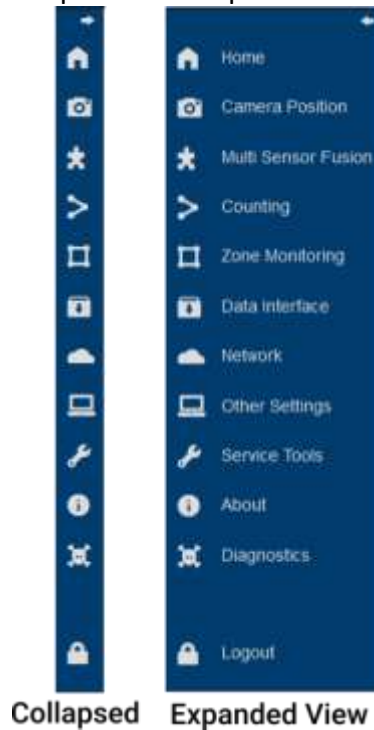 Home
Camera Position
Multi Sensor Fusion
Counting
Zone Monitoring
Data Interface
Network
Other Settings
Service Tools
About
Diagnostics
Logout
Collapsed Expanded View